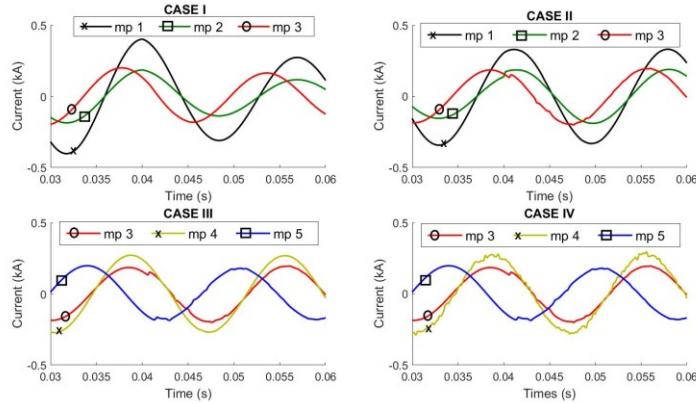 CASE I
mp 1 mp 2 mp 3
Current (kA)
0.5
0
-0.5
0.03 0.035 0.04 0.045 0.05 0.055 0.06
Time (s)
CASE II
mp 1 mp 2 mp 3
Current (kA)
0.5
0
-0.5
0.03 0.035 0.04 0.045 0.05 0.055 0.06
Time (s)
CASE III
mp 3 mp 4 mp 5
Current (kA)
0.5
0
-0.5
0.03 0.035 0.04 0.045 0.05 0.055 0.06
Time (s)
CASE IV
mp 3 mp 4 mp 5
Current (kA)
0.5
0
-0.5
0.03 0.035 0.04 0.045 0.05 0.055 0.06
Times (s)